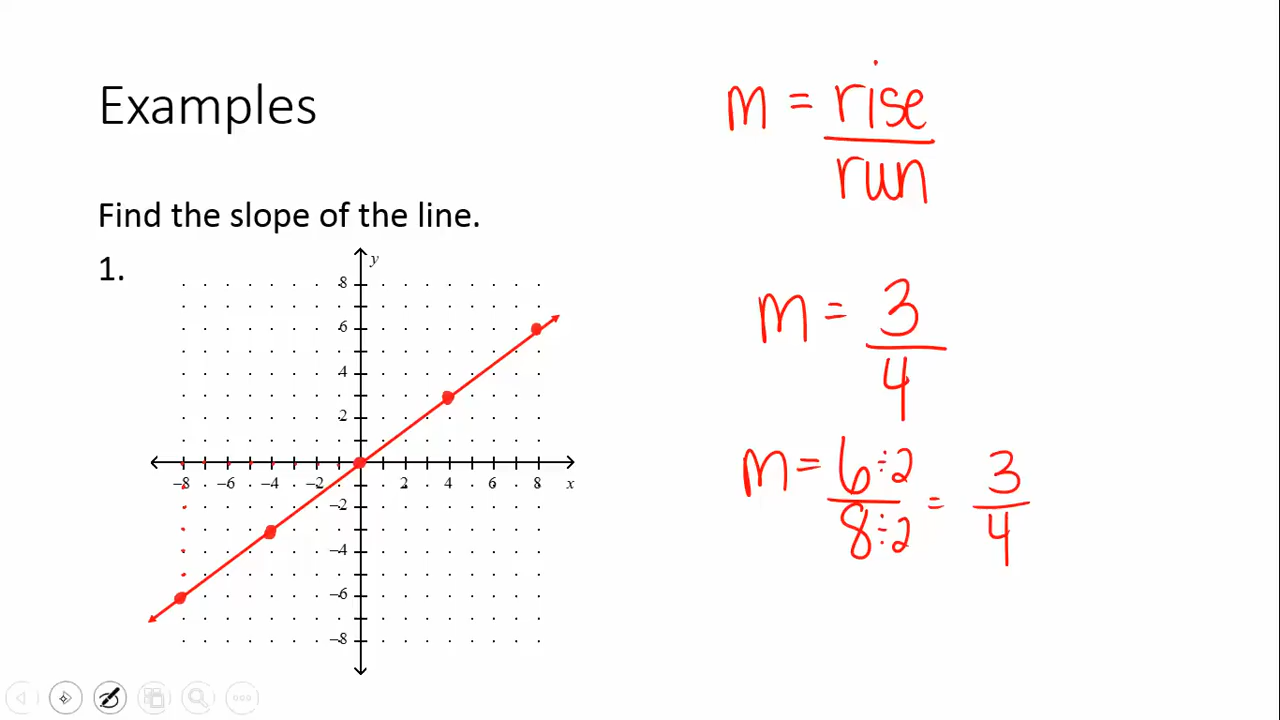 Examples
Find the slope of the line.
1.
y
8
6
4
2
−8 −6 −4 −2 2 4 6 8 x
−2
−4
−6
−8
m = rise/run
m = 3/4
m = 6÷2/8÷2 = 3/4